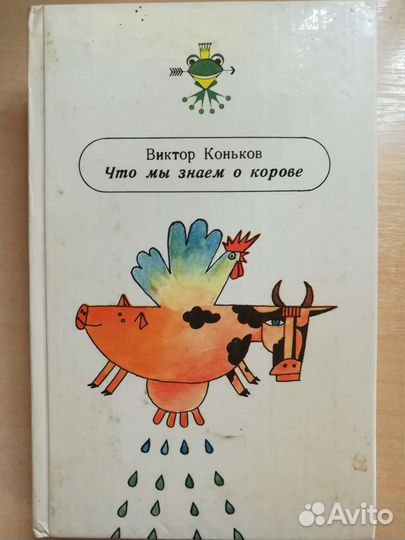 Виктор Коньков
Что мы знаем о корове
Avito